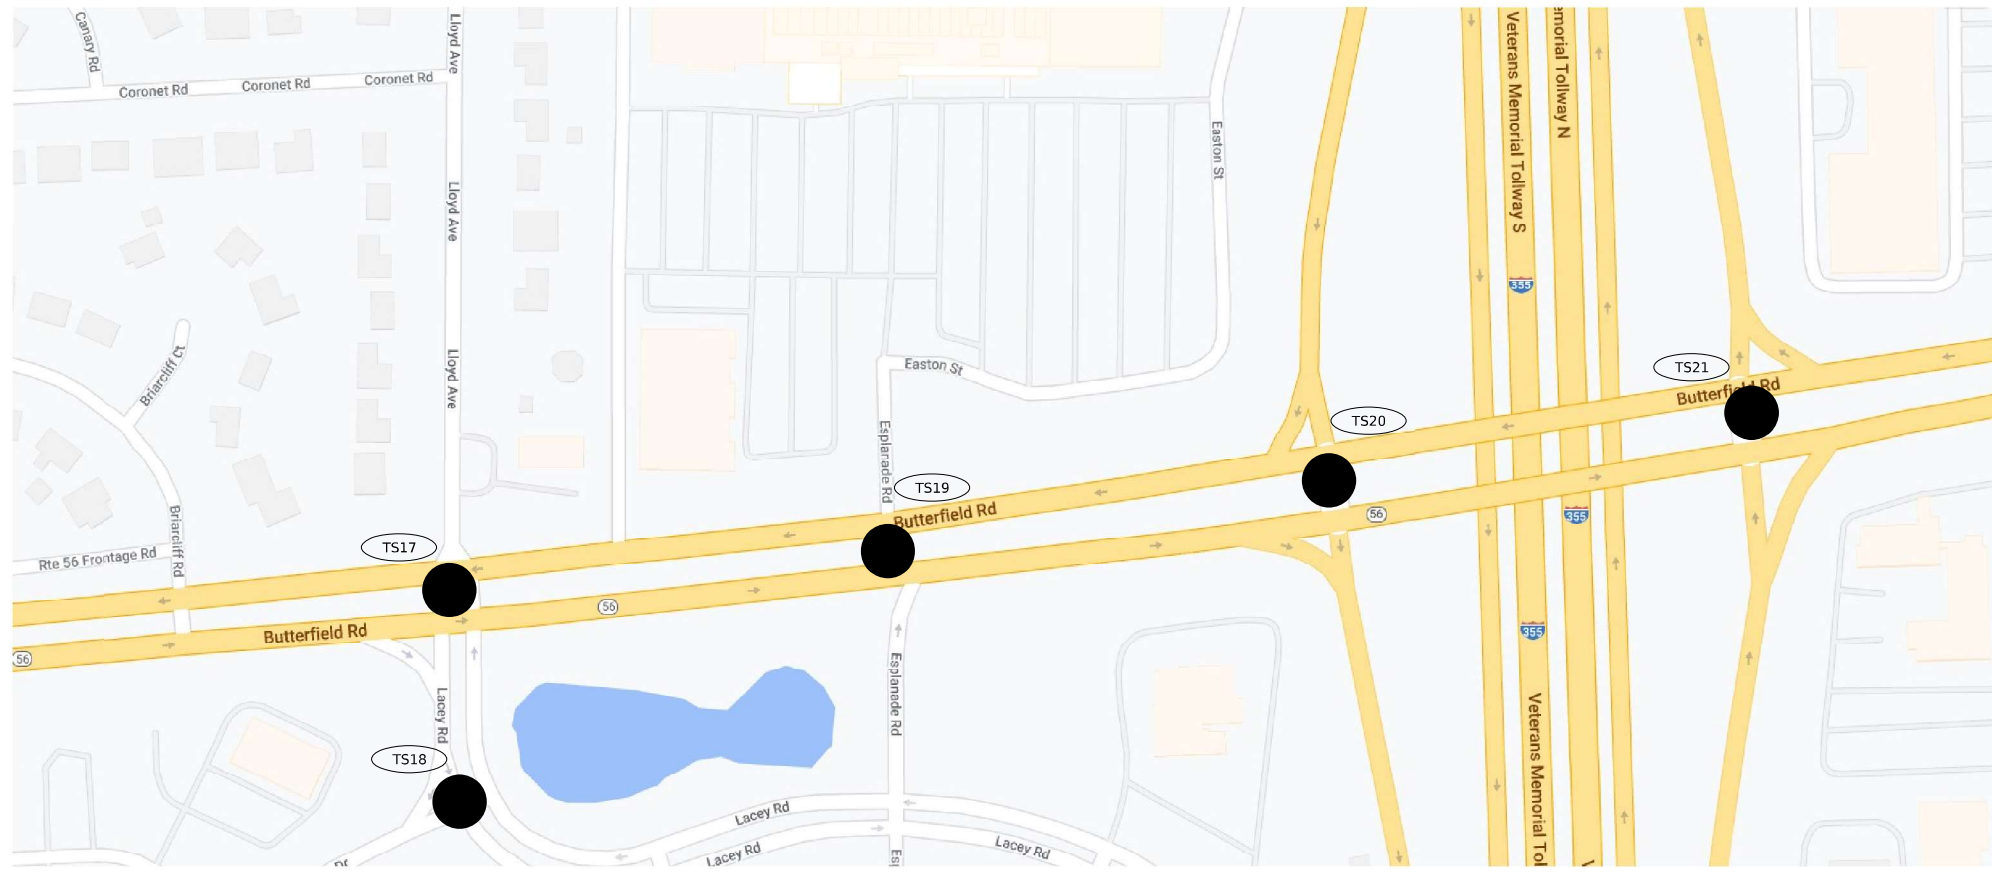 Canary Rd
Lloyd Ave
Veterans Memorial Tollway S
emorial Tollway N
Coronet Rd
Coronet Rd
Coronet Rd
Easton St
Lloyd Ave
355
Lloyd Ave
Briarcliff Ct
Easton St
TS21
Butterfield Rd
TS20
Esplanade Rd
TS19
Butterfield Rd
56
355
Briarcliff Rd
TS17
Rte 56 Frontage Rd
56
Butterfield Rd
355
56
Lacey Rd
Esplanade Rd
Veterans Memorial Tol
TS18
Lacey Rd
Lacey Rd
Lacey Rd